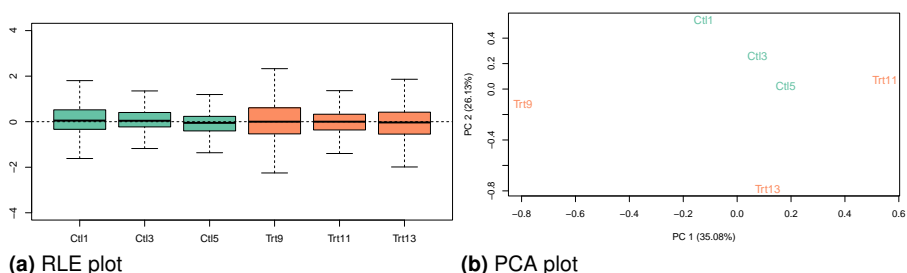 4
2
0
−2
−4
Ctl1 Ctl3 Ctl5 Trt9 Trt11 Trt13
(a) RLE plot
PC 2 (26.13%)
0.4
0.0
−0.4
−0.8
Ctl1
Ctl3
Ctl5
Trt11
Trt9
Trt13
−0.8 −0.6 −0.4 −0.2 0.0 0.2 0.4 0.6
PC 1 (35.08%)
(b) PCA plot